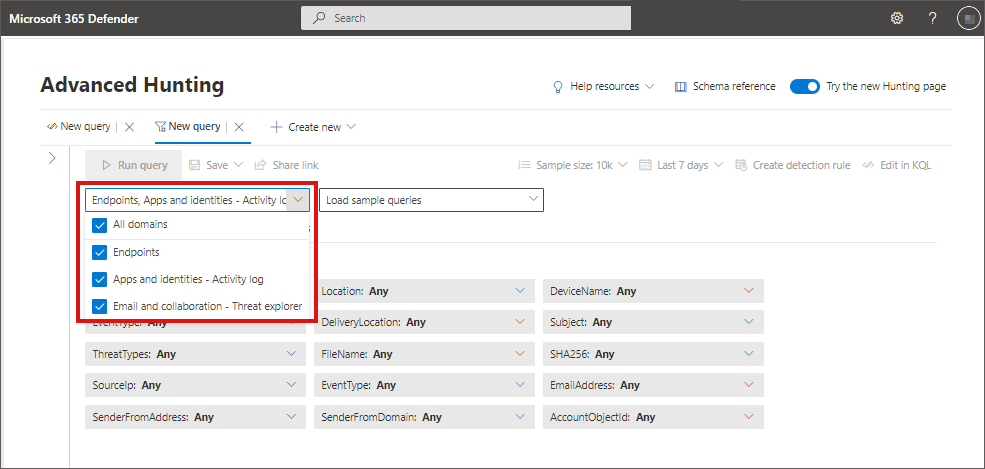 Microsoft 365 Defender
Search
?
Advanced Hunting
Help resources
Schema reference
Try the new Hunting page
New query
New query
Create new
Run query
Save
Share link
Sample size: 10k
Last 7 days
Create detection rule
Edit in KQL
Endpoints, Apps and identities - Activity lo
Load sample queries
All domains
Endpoints
Apps and identities - Activity log
Email and collaboration - Threat explorer
Location: Any
DeviceName: Any
EventType: Any
DeliveryLocation: Any
Subject: Any
ThreatTypes: Any
FileName: Any
SHA256: Any
SourceIp: Any
EventType: Any
EmailAddress: Any
SenderFromAddress: Any
SenderFromDomain: Any
AccountObjectId: Any